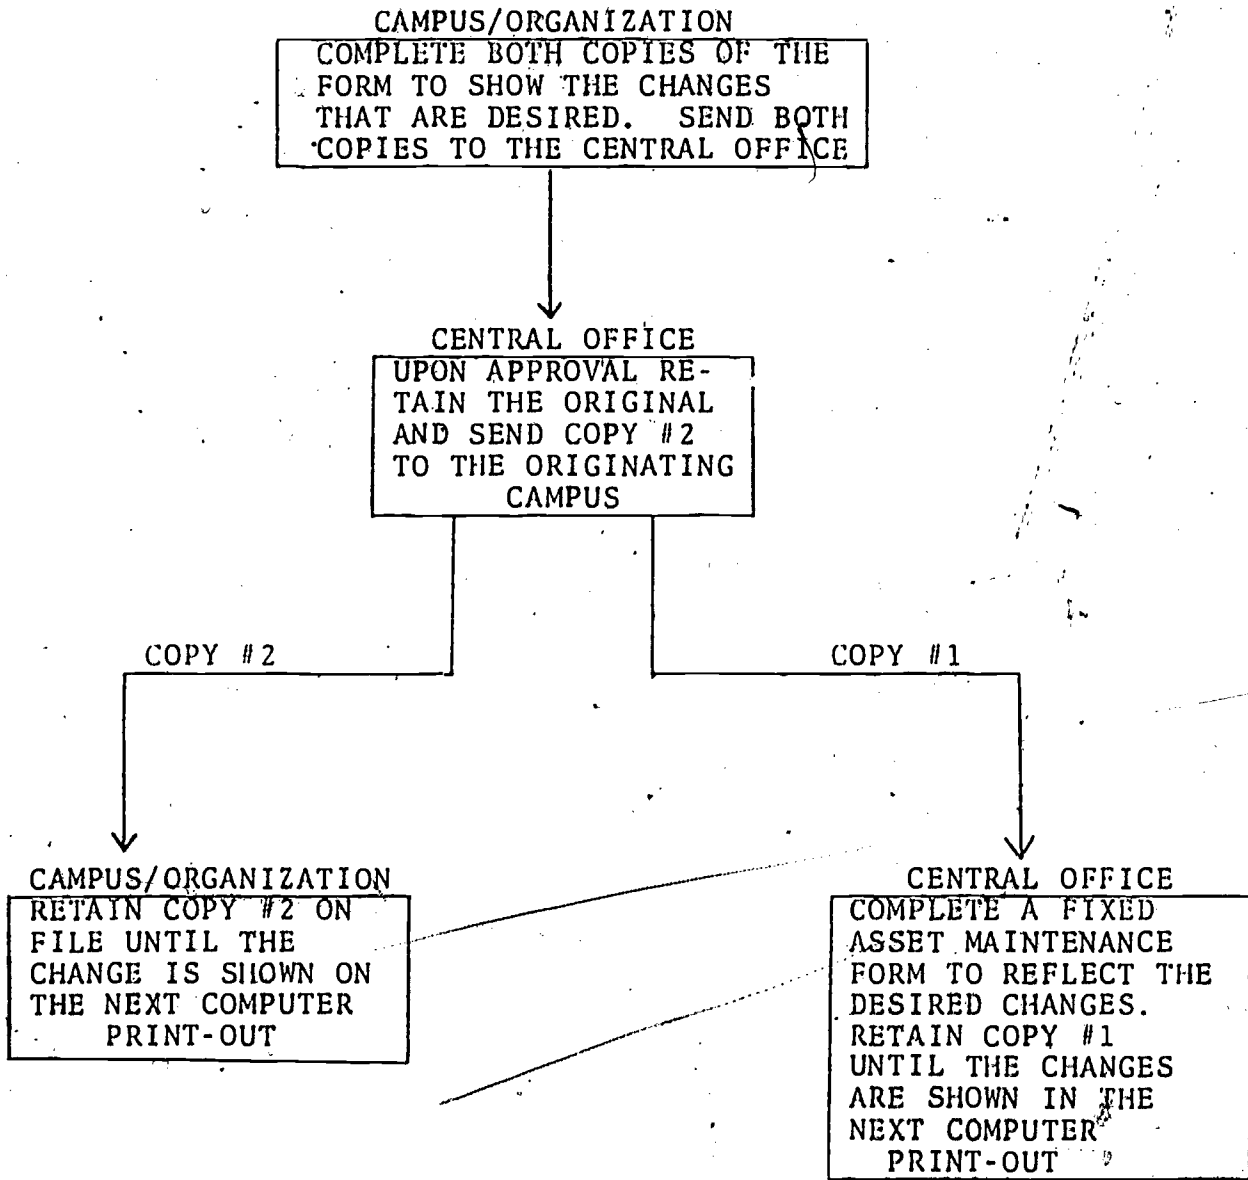 CAMPUS/ORGANIZATION
COMPLETE BOTH COPIES OF THE
FORM TO SHOW THE CHANGES
THAT ARE DESIRED. SEND BOTH
COPIES TO THE CENTRAL OFFICE
CENTRAL OFFICE
UPON APPROVAL RE-
TAIN THE ORIGINAL
AND SEND COPY #2
TO THE ORIGINATING
CAMPUS
COPY #2
COPY #1
CAMPUS/ORGANIZATION
RETAIN COPY #2 ON
FILE UNTIL THE
CHANGE IS SHOWN ON
THE NEXT COMPUTER
PRINT-OUT
CENTRAL OFFICE
COMPLETE A FIXED
ASSET MAINTENANCE
FORM TO REFLECT THE
DESIRED CHANGES.
RETAIN COPY #1
UNTIL THE CHANGES
ARE SHOWN IN THE
NEXT COMPUTER
PRINT-OUT